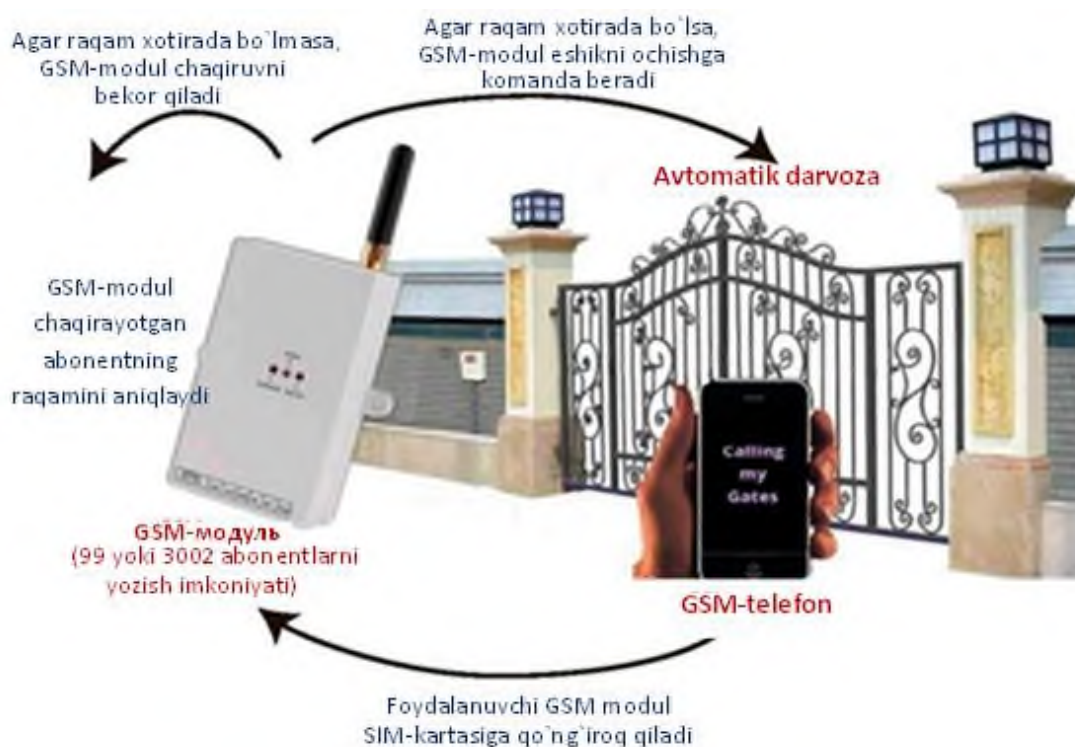 Agar raqam xotirada bo`lmasa,
GSM-modul chaqiruvni
bekor qiladi
Agar raqam xotirada bo`lsa,
GSM-modul eshikni ochishga
komanda beradi
Avtomatik darvoza
GSM-modul
chaqirayotgan
abonentning
raqamini aniqlaydi
Calling
my
Gates
GSM-модуль
(99 yoki 3002 abonentlarni
yozish imkoniyati)
GSM-telefon
Foydalanuvchi GSM modul
SIM-kartasiga qo`ng`iroq qiladi